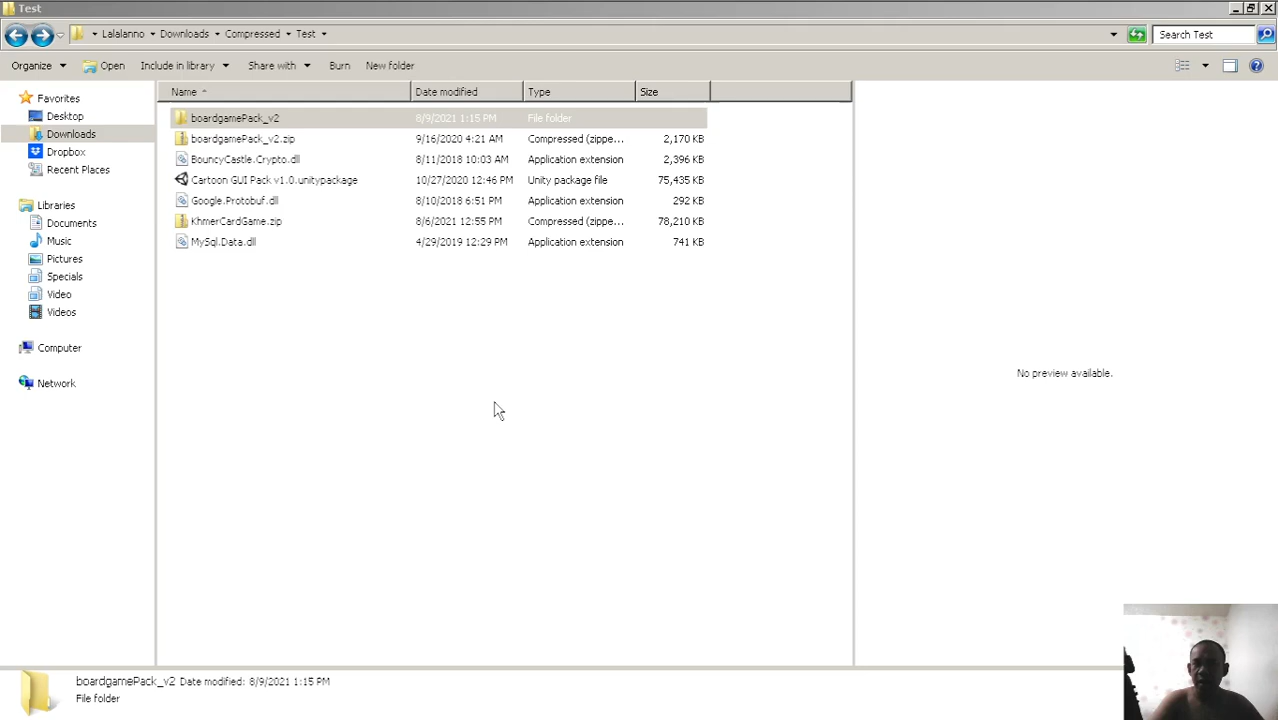 Test
Lalalanno Downloads Compressed Test
Search Test
Organize Open Include in library Share with Burn New folder
Favorites
Desktop
Downloads
Dropbox
Recent Places
Libraries
Documents
Music
Pictures
Specials
Video
Videos
Computer
Network
Name Date modified Type Size
boardgamePack_v2 8/9/2021 1:15 PM File folder
boardgamePack_v2.zip 9/16/2020 4:21 AM Compressed (zippe... 2,170 KB
BouncyCastle.Crypto.dll 8/11/2018 10:03 AM Application extension 2,396 KB
Cartoon GUI Pack v1.0.unitypackage 10/27/2020 12:46 PM Unity package file 75,435 KB
Google.Protobuf.dll 8/10/2018 6:51 PM Application extension 292 KB
KhmerCardGame.zip 8/6/2021 12:55 PM Compressed (zippe... 78,210 KB
MySql.Data.dll 4/29/2019 12:29 PM Application extension 741 KB
No preview available.
boardgamePack_v2 Date modified: 8/9/2021 1:15 PM
File folder